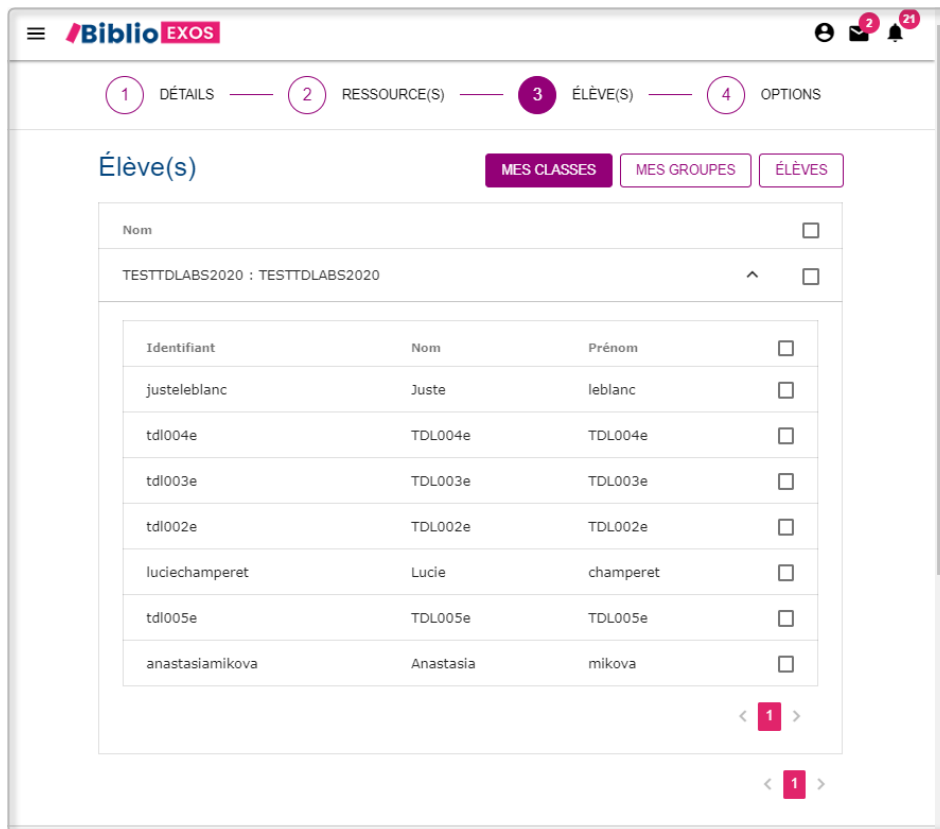 /Biblio EXOS 2 21
1 DÉTAILS 2 RESSOURCE(S) 3 ÉLÈVE(S) 4 OPTIONS
Élève(s) MES CLASSES MES GROUPES ÉLÈVES
Nom
TESTTDLABS2020 : TESTTDLABS2020
Identifiant Nom Prénom
justeleblanc Juste leblanc
tdl004e TDL004e TDL004e
tdl003e TDL003e TDL003e
tdl002e TDL002e TDL002e
luciechamperet Lucie champeret
tdl005e TDL005e TDL005e
anastasiamikova Anastasia mikova
< 1 >
< 1 >